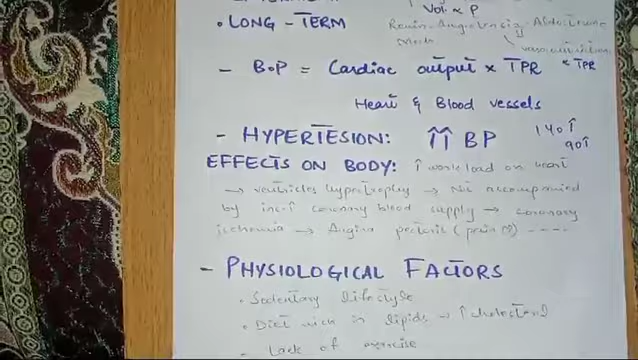 Vol. ∝ P
• LONG - TERM
Renin - Angiotensin - Aldosterone
Mech
vasoconstriction
∝ TPR
- B.P = Cardiac output × TPR
Heart & Blood vessels
- HYPERTESION: ↑↑ BP 140↑
90↑
EFFECTS ON BODY: ↑ workload on heart
→ ventricles hypertrophy → Not accompanied
by inc.↑ coronary blood supply → coronary
ischemia → Angina pectoris (pain ) ----
- PHYSIOLOGICAL FACTORS
• Sedentary lifestyle
• Diet rich in lipids → ↑ cholesterol
- Lack of exercise